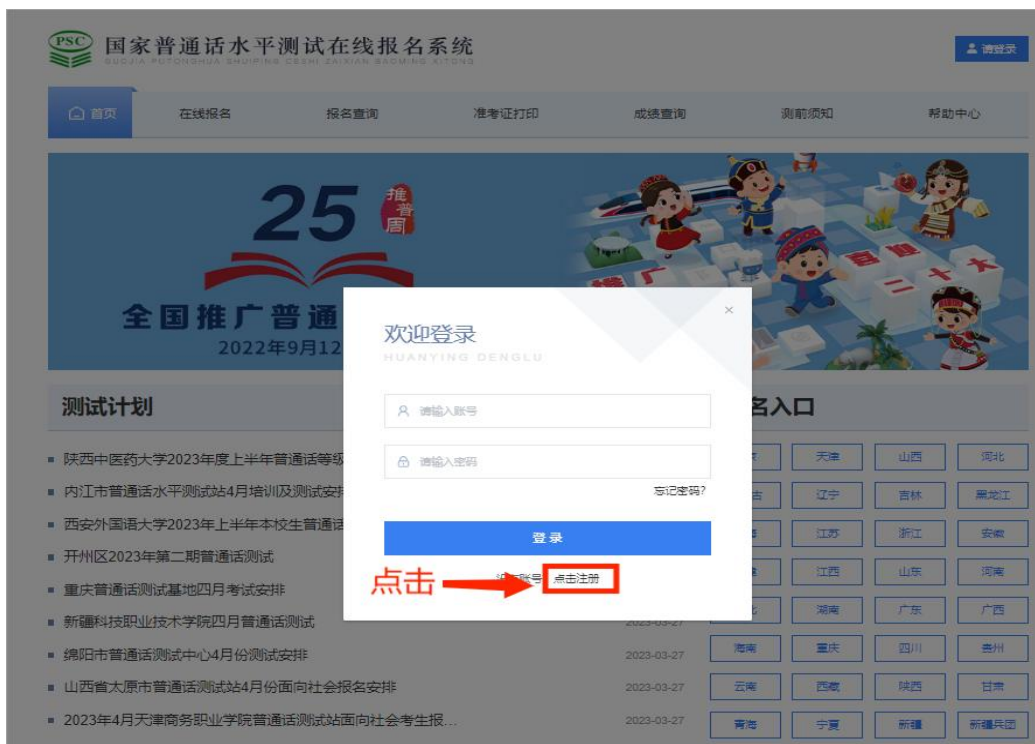 PSC
国家普通话水平测试在线报名系统
GUOJIA PUTONGHUA SHUIPING CESHI ZAIXIAN BAOMING XITONG
请登录
首页 在线报名 报名查询 准考证打印 成绩查询 测前须知 帮助中心
25
推普周
全国推广普通
2022年9月12
推广
喜迎二十大
欢迎登录
HUANYING DENGLU
×
请输入账号
请输入密码
忘记密码?
登录
账号 点击注册
点击
测试计划
陕西中医药大学2023年度上半年普通话等级
内江市普通话水平测试站4月培训及测试安排
西安外国语大学2023年上半年本校生普通话
开州区2023年第二期普通话测试
重庆普通话测试基地四月考试安排
新疆科技职业技术学院四月普通话测试 2023-03-27
绵阳市普通话测试中心4月份测试安排 2023-03-27
山西省太原市普通话测试站4月份面向社会报名安排 2023-03-27
2023年4月天津商务职业学院普通话测试站面向社会考生报... 2023-03-27
名入口
天津 山西 河北
古 辽宁 吉林 黑龙江
江苏 浙江 安徽
江西 山东 河南
湖南 广东 广西
海南 重庆 四川 贵州
云南 西藏 陕西 甘肃
青海 宁夏 新疆 新疆兵团